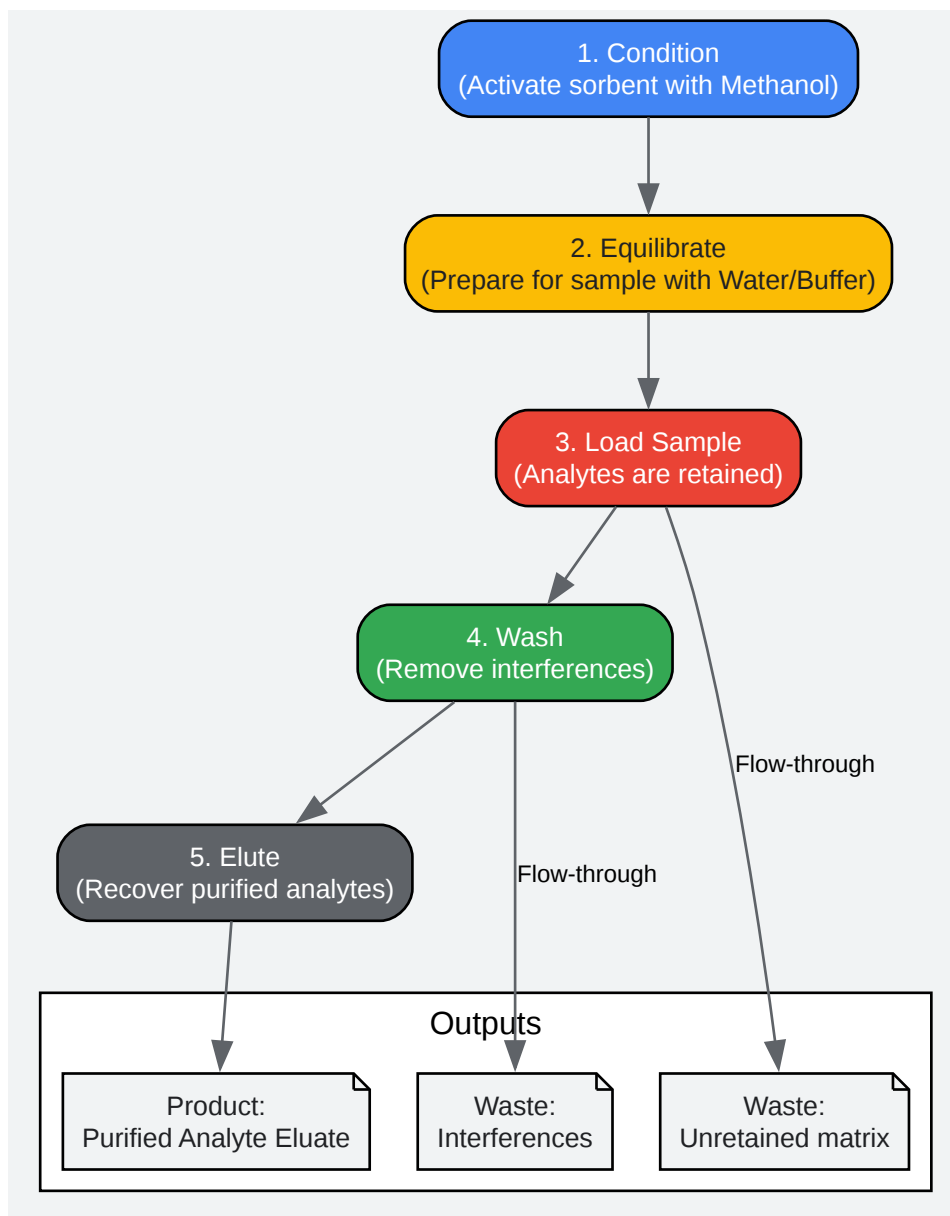 1. Condition
(Activate sorbent with Methanol)
2. Equilibrate
(Prepare for sample with Water/Buffer)
3. Load Sample
(Analytes are retained)
4. Wash
(Remove interferences)
Flow-through
5. Elute
(Recover purified analytes)
Flow-through
Outputs
Product:
Purified Analyte Eluate
Waste:
Interferences
Waste:
Unretained matrix